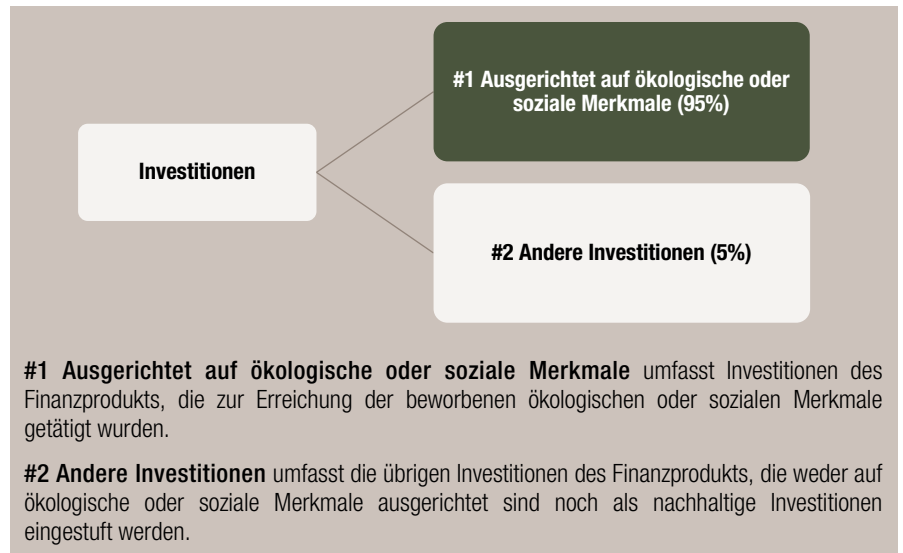 #1 Ausgerichtet auf ökologische oder
soziale Merkmale (95%)
Investitionen
#2 Andere Investitionen (5%)
#1 Ausgerichtet auf ökologische oder soziale Merkmale umfasst Investitionen des
Finanzprodukts, die zur Erreichung der beworbenen ökologischen oder sozialen Merkmale
getätigt wurden.
#2 Andere Investitionen umfasst die übrigen Investitionen des Finanzprodukts, die weder auf
ökologische oder soziale Merkmale ausgerichtet sind noch als nachhaltige Investitionen
eingestuft werden.